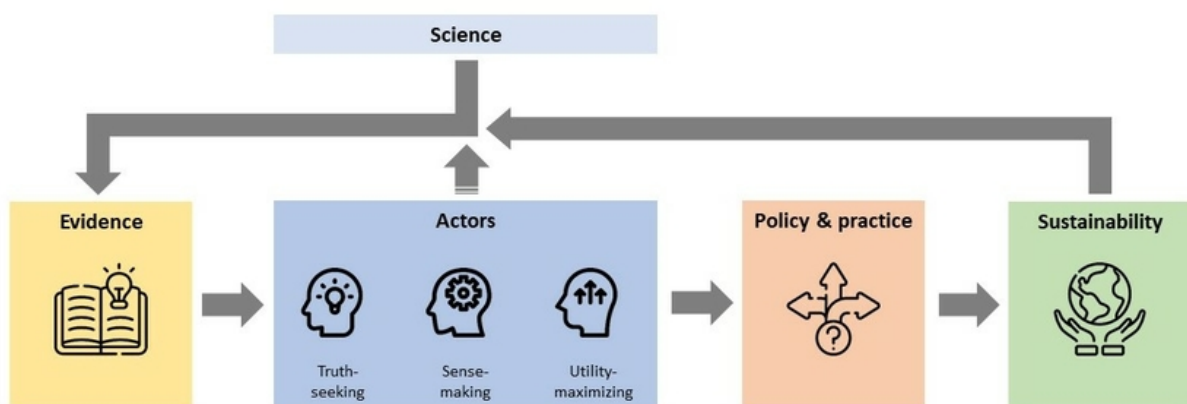 Science
Evidence
Actors
Policy & practice
Sustainability
?
Truth-
seeking
Sense-
making
Utility-
maximizing